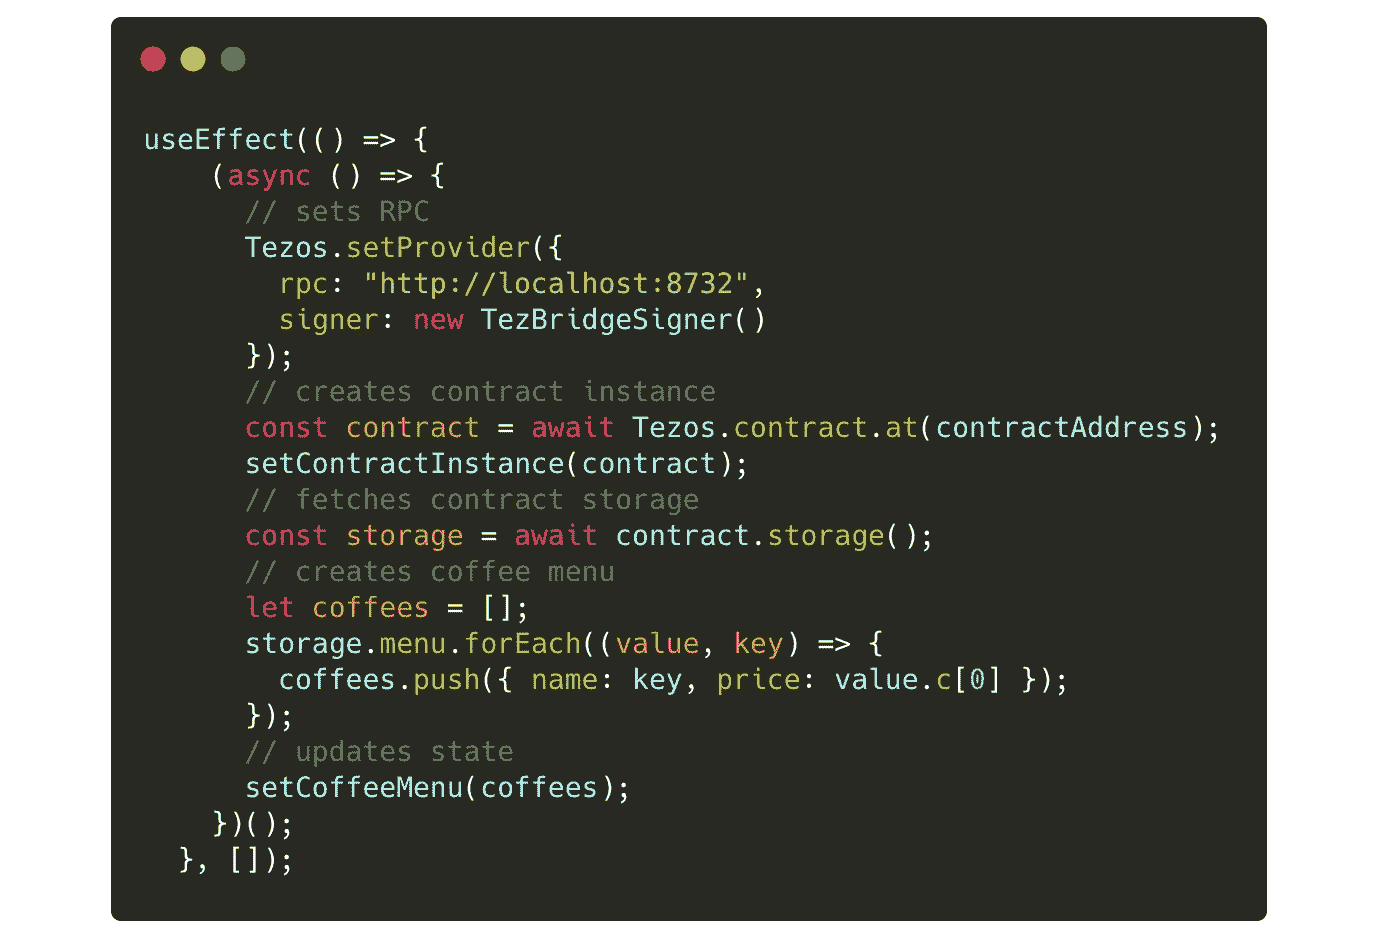 useEffect(() => {
    (async () => {
      // sets RPC
      Tezos.setProvider({
        rpc: "http://localhost:8732",
        signer: new TezBridgeSigner()
      });
      // creates contract instance
      const contract = await Tezos.contract.at(contractAddress);
      setContractInstance(contract);
      // fetches contract storage
      const storage = await contract.storage();
      // creates coffee menu
      let coffees = [];
      storage.menu.forEach((value, key) => {
        coffees.push({ name: key, price: value.c[0] });
      });
      // updates state
      setCoffeeMenu(coffees);
    })();
  }, []);